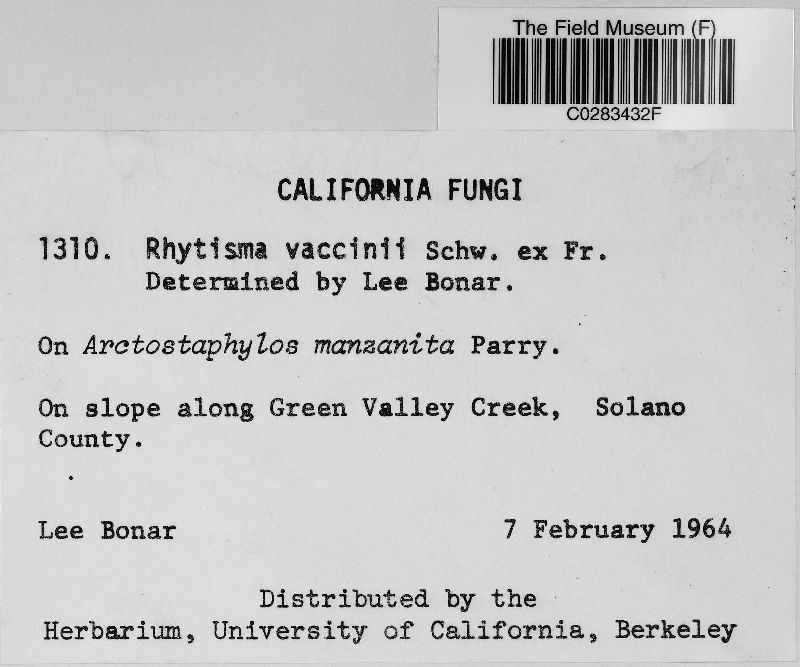 The Field Museum (F)
C0283432F
CALIFORNIA FUNGI
1310. Rhytisma vaccinii Schw. ex Fr.
Determined by Lee Bonar.
On Arctostaphylos manzanita Parry.
On slope along Green Valley Creek, Solano
County.
Lee Bonar 7 February 1964
Distributed by the
Herbarium, University of California, Berkeley